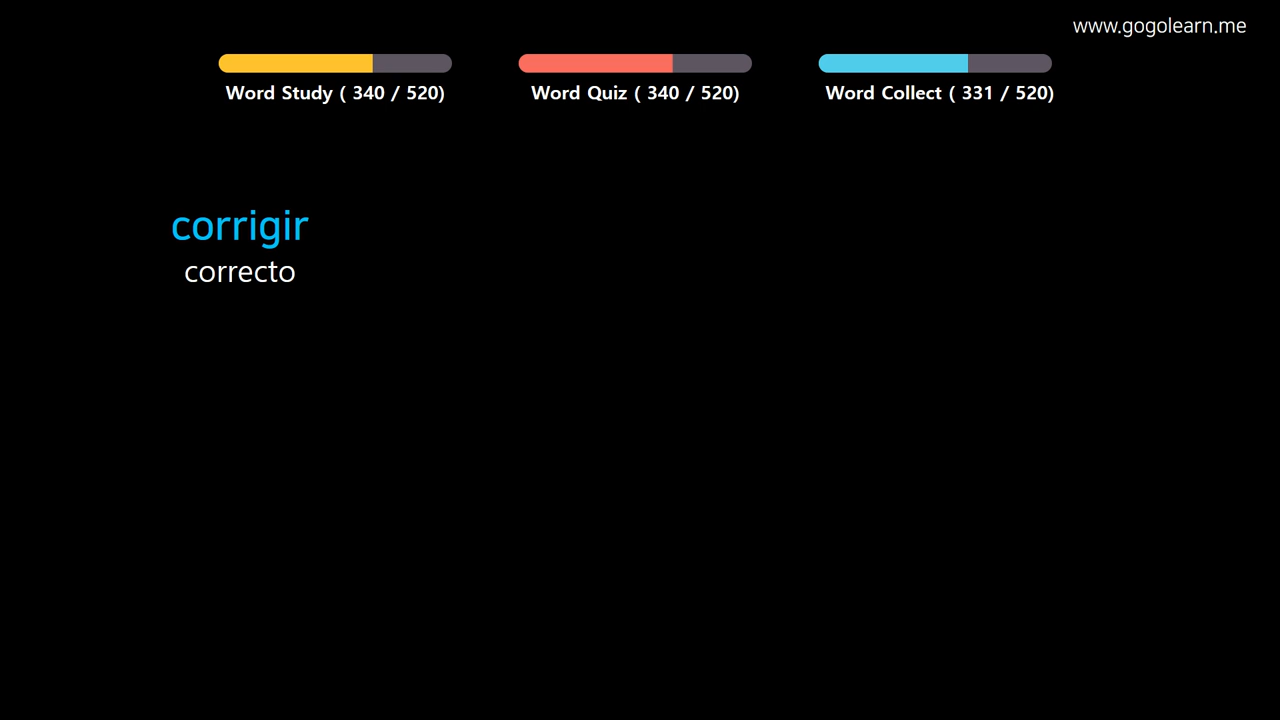 www.gogolearn.me
Word Study ( 340 / 520)
Word Quiz ( 340 / 520)
Word Collect ( 331 / 520)
corrigir
correcto